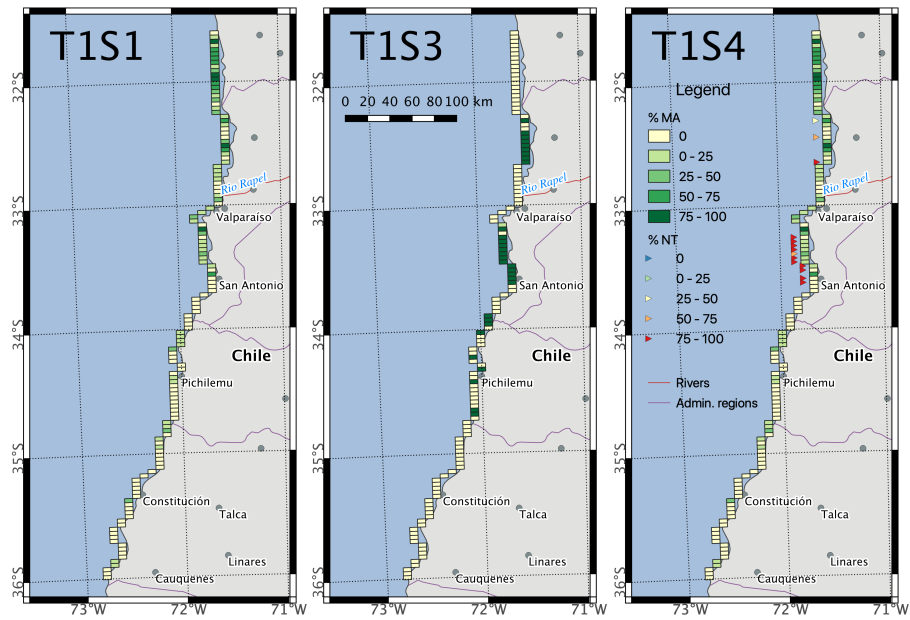 T1S1
T1S3
T1S4
0 20 40 60 80 100 km
Legend
% MA
0
0 - 25
25 - 50
50 - 75
75 - 100
% NT
0
0 - 25
25 - 50
50 - 75
75 - 100
Rivers
Admin. regions
32°S
33°S
34°S
35°S
36°S
Rio Rapel
Valparaíso
San Antonio
Chile
Pichilemu
Constitución
Talca
Linares
Cauquenes
73°W
72°W
71°W
32°S
33°S
34°S
35°S
36°S
Rio Rapel
Valparaíso
San Antonio
Chile
Pichilemu
Constitución
Talca
Linares
Cauquenes
73°W
72°W
71°W
32°S
33°S
34°S
35°S
36°S
Rio Rapel
Valparaíso
San Antonio
Chile
Pichilemu
Constitución
Talca
Linares
Cauquenes
73°W
72°W
71°W